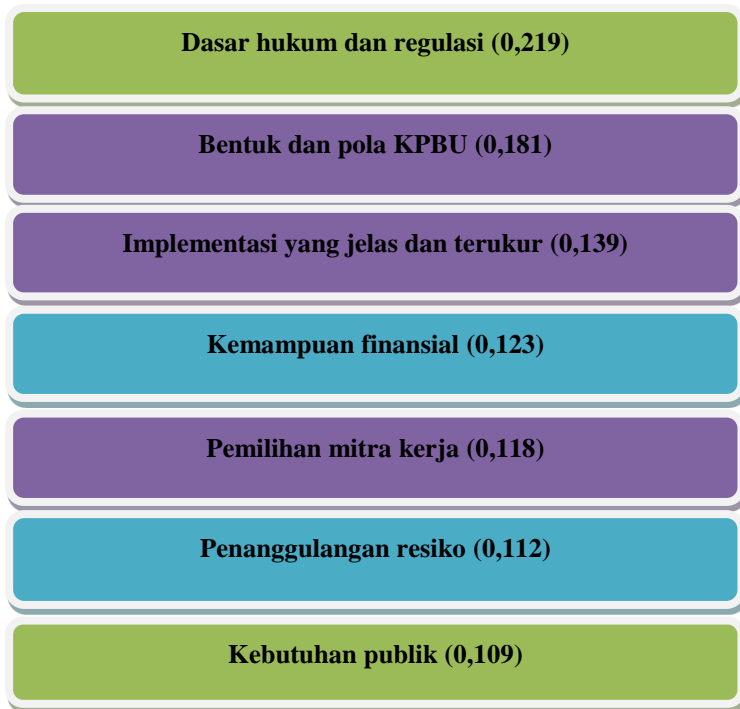 Dasar hukum dan regulasi (0,219)
Bentuk dan pola KPBU (0,181)
Implementasi yang jelas dan terukur (0,139)
Kemampuan finansial (0,123)
Pemilihan mitra kerja (0,118)
Penanggulangan resiko (0,112)
Kebutuhan publik (0,109)